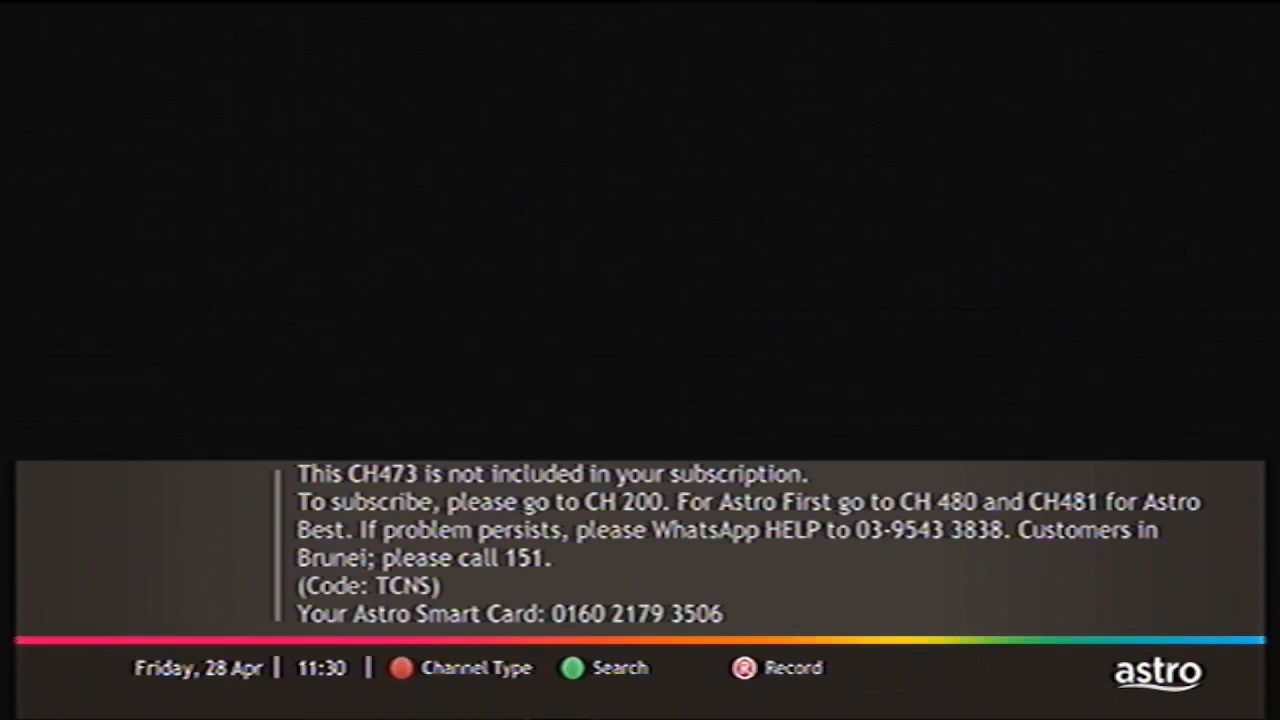 This CH473 is not included in your subscription.
To subscribe, please go to CH 200. For Astro First go to CH 480 and CH481 for Astro
Best. If problem persists, please WhatsApp HELP to 03-9543 3838. Customers in
Brunei; please call 151.
(Code: TCNS)
Your Astro Smart Card: 0160 2179 3506
Friday, 28 Apr | 11:30 | Channel Type Search R Record astro